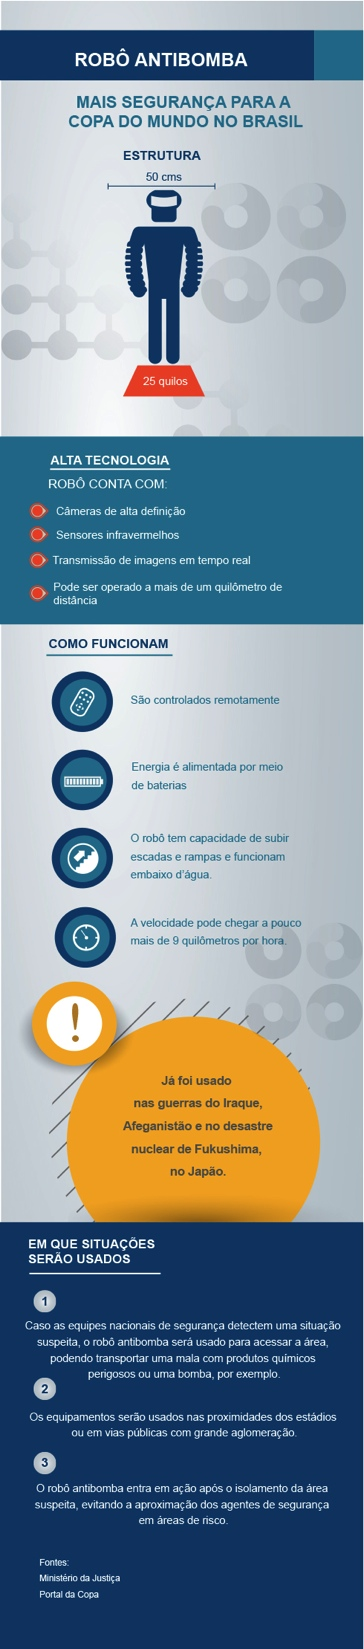 ROBÔ ANTIBOMBA
MAIS SEGURANÇA PARA A
COPA DO MUNDO NO BRASIL
ESTRUTURA
50 cms
25 quilos
ALTA TECNOLOGIA
ROBÔ CONTA COM:
Câmeras de alta definição
Sensores infravermelhos
Transmissão de imagens em tempo real
Pode ser operado a mais de um quilômetro de
distância
COMO FUNCIONAM
São controlados remotamente
Energia é alimentada por meio
de baterias
O robô tem capacidade de subir
escadas e rampas e funcionam
embaixo d'água.
A velocidade pode chegar a pouco
mais de 9 quilômetros por hora.
!
Já foi usado
nas guerras do Iraque,
Afeganistão e no desastre
nuclear de Fukushima,
no Japão.
EM QUE SITUAÇÕES
SERÃO USADOS
1
Caso as equipes nacionais de segurança detectem uma situação
suspeita, o robô antibomba será usado para acessar a área,
podendo transportar uma mala com produtos químicos
perigosos ou uma bomba, por exemplo.
2
Os equipamentos serão usados nas proximidades dos estádios
ou em vias públicas com grande aglomeração.
3
O robô antibomba entra em ação após o isolamento da área
suspeita, evitando a aproximação dos agentes de segurança
em áreas de risco.
Fontes:
Ministério da Justiça
Portal da Copa